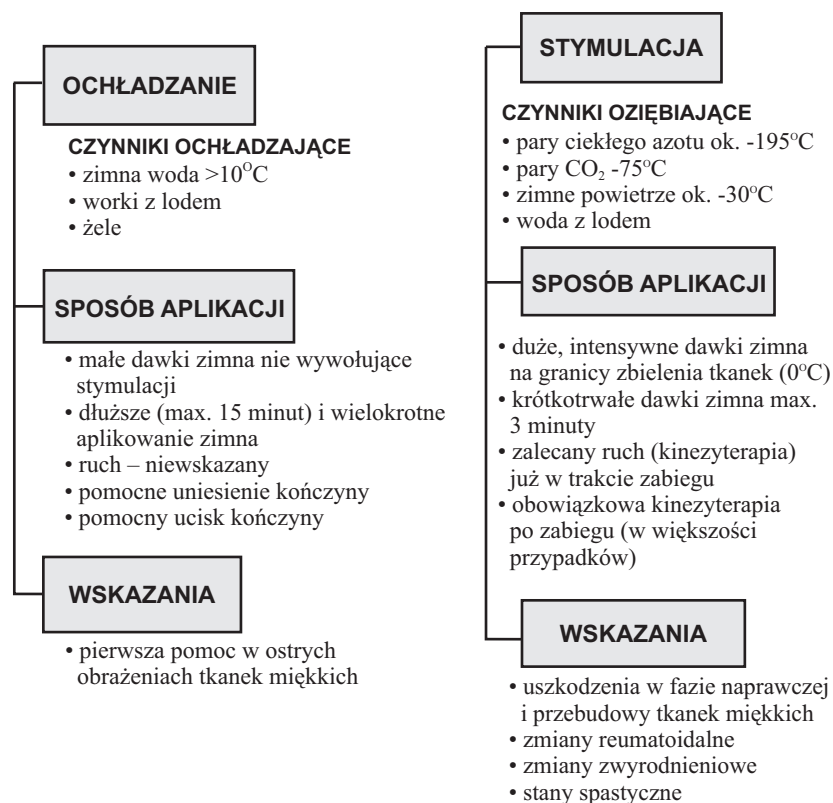 OCHŁADZANIE
CZYNNIKI OCHŁADZAJĄCE
• zimna woda >10°C
• worki z lodem
• żele
SPOSÓB APLIKACJI
• małe dawki zimna nie wywołujące
stymulacji
• dłuższe (max. 15 minut) i wielokrotne
aplikowanie zimna
• ruch – niewskazany
• pomocne uniesienie kończyny
• pomocny ucisk kończyny
WSKAZANIA
• pierwsza pomoc w ostrych
obrażeniach tkanek miękkich
STYMULACJA
CZYNNIKI OZIĘBIAJĄCE
• pary ciekłego azotu ok. -195°C
• pary CO₂ -75°C
• zimne powietrze ok. -30°C
• woda z lodem
SPOSÓB APLIKACJI
• duże, intensywne dawki zimna
na granicy zbielenia tkanek (0°C)
• krótkotrwałe dawki zimna max.
3 minuty
• zalecany ruch (kinezyterapia)
już w trakcie zabiegu
• obowiązkowa kinezyterapia
po zabiegu (w większości
przypadków)
WSKAZANIA
• uszkodzenia w fazie naprawczej
i przebudowy tkanek miękkich
• zmiany reumatoidalne
• zmiany zwyrodnieniowe
• stany spastyczne